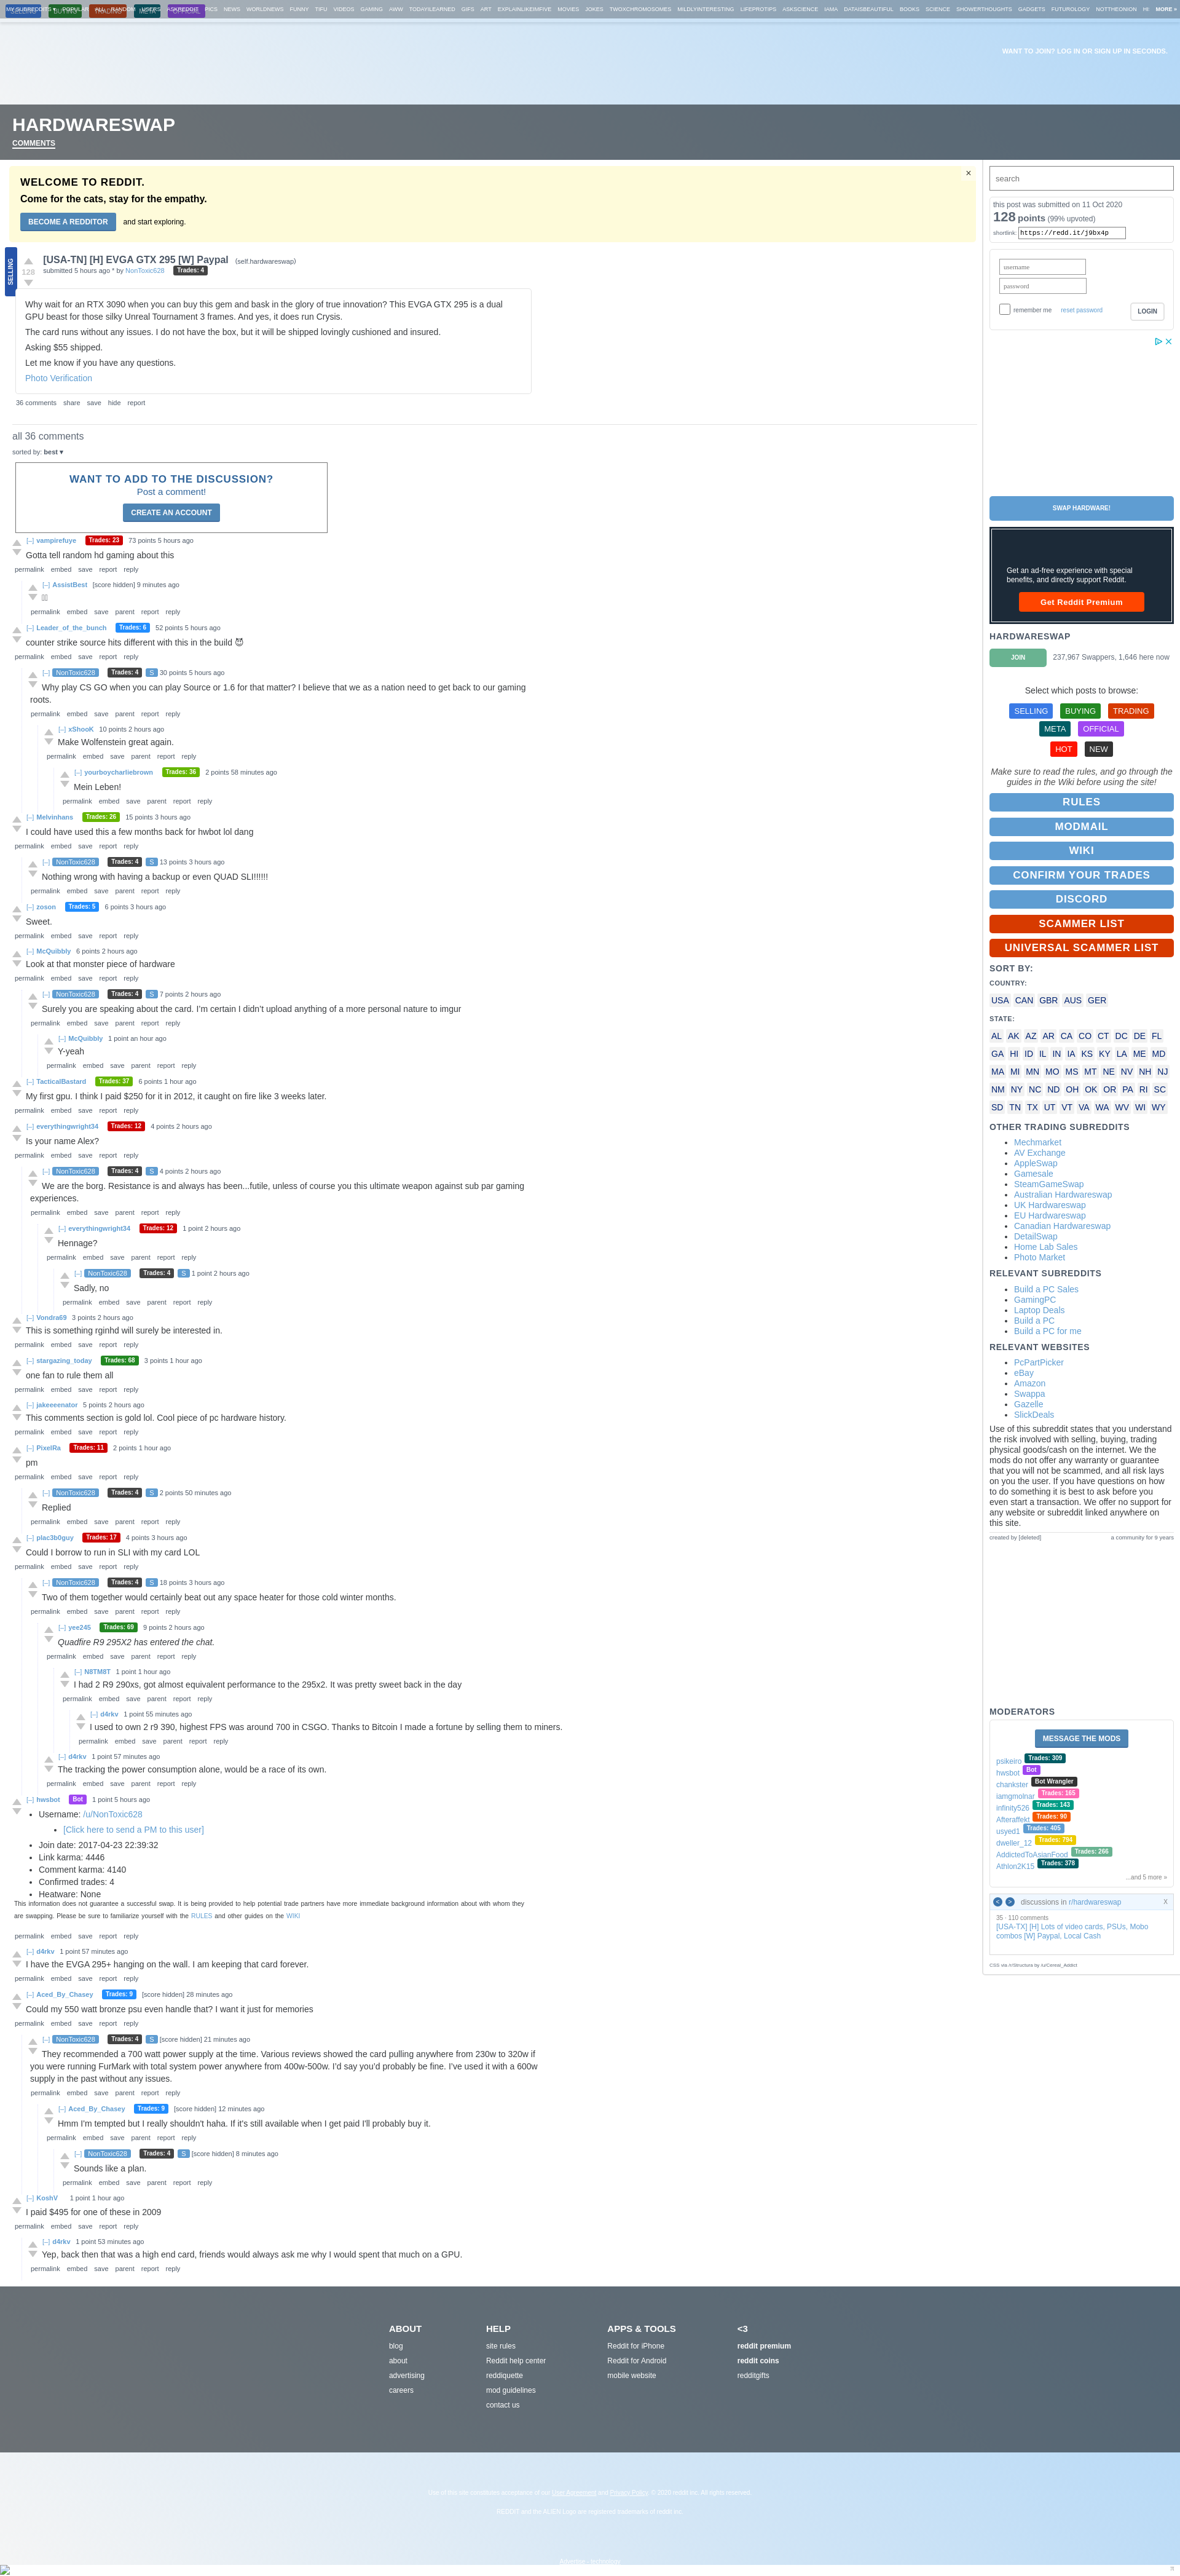 MY SUBREDDITS ▾ POPULAR ALL RANDOM USERS ASKREDDIT PICS NEWS WORLDNEWS FUNNY TIFU VIDEOS GAMING AWW TODAYILEARNED GIFS ART EXPLAINLIKEIMFIVE MOVIES JOKES TWOXCHROMOSOMES MILDLYINTERESTING LIFEPROTIPS ASKSCIENCE IAMA DATAISBEAUTIFUL BOOKS SCIENCE SHOWERTHOUGHTS GADGETS FUTUROLOGY NOTTHEONION HI MORE »
WANT TO JOIN? LOG IN OR SIGN UP IN SECONDS.
HARDWARESWAP
COMMENTS
WELCOME TO REDDIT.
Come for the cats, stay for the empathy.
BECOME A REDDITOR and start exploring.
×
SELLING
128
[USA-TN] [H] EVGA GTX 295 [W] Paypal (self.hardwareswap)
submitted 5 hours ago * by NonToxic628 Trades: 4
Why wait for an RTX 3090 when you can buy this gem and bask in the glory of true innovation? This EVGA GTX 295 is a dual
GPU beast for those silky Unreal Tournament 3 frames. And yes, it does run Crysis.
The card runs without any issues. I do not have the box, but it will be shipped lovingly cushioned and insured.
Asking $55 shipped.
Let me know if you have any questions.
Photo Verification
36 comments share save hide report
all 36 comments
sorted by: best ▾
WANT TO ADD TO THE DISCUSSION?
Post a comment!
CREATE AN ACCOUNT
[–] vampirefuye Trades: 23 73 points 5 hours ago
Gotta tell random hd gaming about this
permalink embed save report reply
[–] AssistBest [score hidden] 9 minutes ago
permalink embed save parent report reply
[–] Leader_of_the_bunch Trades: 6 52 points 5 hours ago
counter strike source hits different with this in the build 😈
permalink embed save report reply
[–] NonToxic628 Trades: 4 S 30 points 5 hours ago
Why play CS GO when you can play Source or 1.6 for that matter? I believe that we as a nation need to get back to our gaming
roots.
permalink embed save parent report reply
[–] xShooK 10 points 2 hours ago
Make Wolfenstein great again.
permalink embed save parent report reply
[–] yourboycharliebrown Trades: 36 2 points 58 minutes ago
Mein Leben!
permalink embed save parent report reply
[–] Melvinhans Trades: 26 15 points 3 hours ago
I could have used this a few months back for hwbot lol dang
permalink embed save report reply
[–] NonToxic628 Trades: 4 S 13 points 3 hours ago
Nothing wrong with having a backup or even QUAD SLI!!!!!!
permalink embed save parent report reply
[–] zoson Trades: 5 6 points 3 hours ago
Sweet.
permalink embed save report reply
[–] McQuibbly 6 points 2 hours ago
Look at that monster piece of hardware
permalink embed save report reply
[–] NonToxic628 Trades: 4 S 7 points 2 hours ago
Surely you are speaking about the card. I'm certain I didn't upload anything of a more personal nature to imgur
permalink embed save parent report reply
[–] McQuibbly 1 point an hour ago
Y-yeah
permalink embed save parent report reply
[–] TacticalBastard Trades: 37 6 points 1 hour ago
My first gpu. I think I paid $250 for it in 2012, it caught on fire like 3 weeks later.
permalink embed save report reply
[–] everythingwright34 Trades: 12 4 points 2 hours ago
Is your name Alex?
permalink embed save report reply
[–] NonToxic628 Trades: 4 S 4 points 2 hours ago
We are the borg. Resistance is and always has been...futile, unless of course you this ultimate weapon against sub par gaming
experiences.
permalink embed save parent report reply
[–] everythingwright34 Trades: 12 1 point 2 hours ago
Hennage?
permalink embed save parent report reply
[–] NonToxic628 Trades: 4 S 1 point 2 hours ago
Sadly, no
permalink embed save parent report reply
[–] Vondra69 3 points 2 hours ago
This is something rginhd will surely be interested in.
permalink embed save report reply
[–] stargazing_today Trades: 68 3 points 1 hour ago
one fan to rule them all
permalink embed save report reply
[–] jakeeeenator 5 points 2 hours ago
This comments section is gold lol. Cool piece of pc hardware history.
permalink embed save report reply
[–] PixelRa Trades: 11 2 points 1 hour ago
pm
permalink embed save report reply
[–] NonToxic628 Trades: 4 S 2 points 50 minutes ago
Replied
permalink embed save parent report reply
[–] plac3b0guy Trades: 17 4 points 3 hours ago
Could I borrow to run in SLI with my card LOL
permalink embed save report reply
[–] NonToxic628 Trades: 4 S 18 points 3 hours ago
Two of them together would certainly beat out any space heater for those cold winter months.
permalink embed save parent report reply
[–] yee245 Trades: 69 9 points 2 hours ago
Quadfire R9 295X2 has entered the chat.
permalink embed save parent report reply
[–] N8TM8T 1 point 1 hour ago
I had 2 R9 290xs, got almost equivalent performance to the 295x2. It was pretty sweet back in the day
permalink embed save parent report reply
[–] d4rkv 1 point 55 minutes ago
I used to own 2 r9 390, highest FPS was around 700 in CSGO. Thanks to Bitcoin I made a fortune by selling them to miners.
permalink embed save parent report reply
[–] d4rkv 1 point 57 minutes ago
The tracking the power consumption alone, would be a race of its own.
permalink embed save parent report reply
[–] hwsbot Bot 1 point 5 hours ago
• Username: /u/NonToxic628
• [Click here to send a PM to this user]
• Join date: 2017-04-23 22:39:32
• Link karma: 4446
• Comment karma: 4140
• Confirmed trades: 4
• Heatware: None
This information does not guarantee a successful swap. It is being provided to help potential trade partners have more immediate background information about with whom they
are swapping. Please be sure to familiarize yourself with the RULES and other guides on the WIKI
permalink embed save report reply
[–] d4rkv 1 point 57 minutes ago
I have the EVGA 295+ hanging on the wall. I am keeping that card forever.
permalink embed save report reply
[–] Aced_By_Chasey Trades: 9 [score hidden] 28 minutes ago
Could my 550 watt bronze psu even handle that? I want it just for memories
permalink embed save report reply
[–] NonToxic628 Trades: 4 S [score hidden] 21 minutes ago
They recommended a 700 watt power supply at the time. Various reviews showed the card pulling anywhere from 230w to 320w if
you were running FurMark with total system power anywhere from 400w-500w. I'd say you'd probably be fine. I've used it with a 600w
supply in the past without any issues.
permalink embed save parent report reply
[–] Aced_By_Chasey Trades: 9 [score hidden] 12 minutes ago
Hmm I'm tempted but I really shouldn't haha. If it's still available when I get paid I'll probably buy it.
permalink embed save parent report reply
[–] NonToxic628 Trades: 4 S [score hidden] 8 minutes ago
Sounds like a plan.
permalink embed save parent report reply
[–] KoshV 1 point 1 hour ago
I paid $495 for one of these in 2009
permalink embed save report reply
[–] d4rkv 1 point 53 minutes ago
Yep, back then that was a high end card, friends would always ask me why I would spent that much on a GPU.
permalink embed save parent report reply
search
this post was submitted on 11 Oct 2020
128 points (99% upvoted)
shortlink: https://redd.it/j9bx4p
username
password
remember me reset password LOGIN
SWAP HARDWARE!
Get an ad-free experience with special
benefits, and directly support Reddit.
Get Reddit Premium
HARDWARESWAP
JOIN 237,967 Swappers, 1,646 here now
Select which posts to browse:
SELLING BUYING TRADING
META OFFICIAL
HOT NEW
Make sure to read the rules, and go through the
guides in the Wiki before using the site!
RULES
MODMAIL
WIKI
CONFIRM YOUR TRADES
DISCORD
SCAMMER LIST
UNIVERSAL SCAMMER LIST
SORT BY:
COUNTRY:
USA CAN GBR AUS GER
STATE:
AL AK AZ AR CA CO CT DC DE FL
GA HI ID IL IN IA KS KY LA ME MD
MA MI MN MO MS MT NE NV NH NJ
NM NY NC ND OH OK OR PA RI SC
SD TN TX UT VT VA WA WV WI WY
OTHER TRADING SUBREDDITS
• Mechmarket
• AV Exchange
• AppleSwap
• Gamesale
• SteamGameSwap
• Australian Hardwareswap
• UK Hardwareswap
• EU Hardwareswap
• Canadian Hardwareswap
• DetailSwap
• Home Lab Sales
• Photo Market
RELEVANT SUBREDDITS
• Build a PC Sales
• GamingPC
• Laptop Deals
• Build a PC
• Build a PC for me
RELEVANT WEBSITES
• PcPartPicker
• eBay
• Amazon
• Swappa
• Gazelle
• SlickDeals
Use of this subreddit states that you understand
the risk involved with selling, buying, trading
physical goods/cash on the internet. We the
mods do not offer any warranty or guarantee
that you will not be scammed, and all risk lays
on you the user. If you have questions on how
to do something it is best to ask before you
even start a transaction. We offer no support for
any website or subreddit linked anywhere on
this site.
created by [deleted] a community for 9 years
MODERATORS
MESSAGE THE MODS
psikeiro Trades: 309
hwsbot Bot
chankster Bot Wrangler
iamgmolnar Trades: 165
infinity526 Trades: 143
Afteraffekt Trades: 90
usyed1 Trades: 405
dweller_12 Trades: 794
AddictedToAsianFood Trades: 266
Athlon2K15 Trades: 378
...and 5 more »
< > discussions in r/hardwareswap X
35 · 110 comments
[USA-TX] [H] Lots of video cards, PSUs, Mobo
combos [W] Paypal, Local Cash
CSS via /r/Structura by /u/Cereal_Addict
ABOUT
blog
about
advertising
careers
HELP
site rules
Reddit help center
reddiquette
mod guidelines
contact us
APPS & TOOLS
Reddit for iPhone
Reddit for Android
mobile website
<3
reddit premium
reddit coins
redditgifts
Use of this site constitutes acceptance of our User Agreement and Privacy Policy. © 2020 reddit inc. All rights reserved.
REDDIT and the ALIEN Logo are registered trademarks of reddit inc.
π